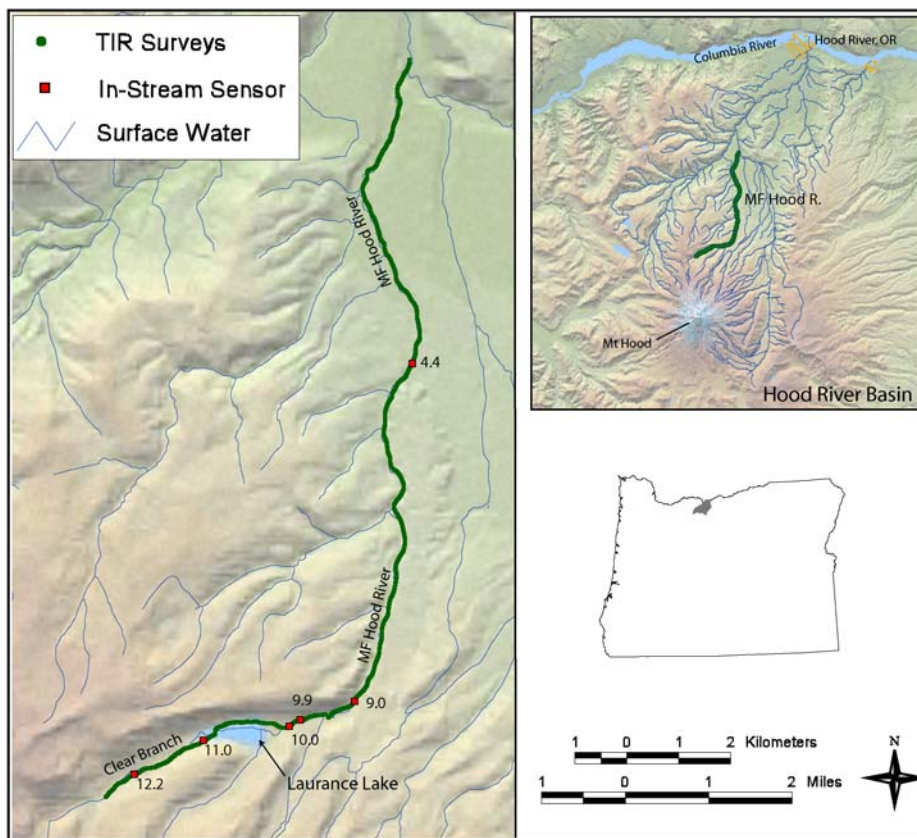 TIR Surveys
In-Stream Sensor
Surface Water
MF Hood River
4.4
MF Hood River
9.0
9.9
10.0
11.0
Clear Branch
12.2
Laurance Lake
Columbia River
Hood River, OR
MF Hood R.
Mt Hood
Hood River Basin
1 0 1 2 Kilometers
1 0 1 2 Miles
N